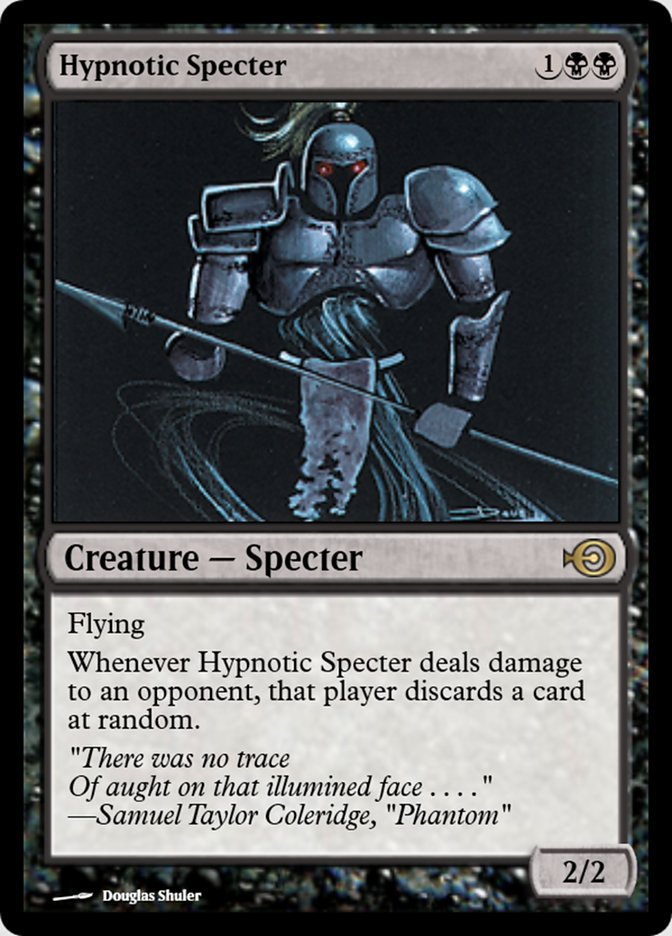 Hypnotic Specter 1
Creature — Specter
Flying
Whenever Hypnotic Specter deals damage
to an opponent, that player discards a card
at random.
"There was no trace
Of aught on that illumined face . . . ."
—Samuel Taylor Coleridge, "Phantom"
2/2
Douglas Shuler